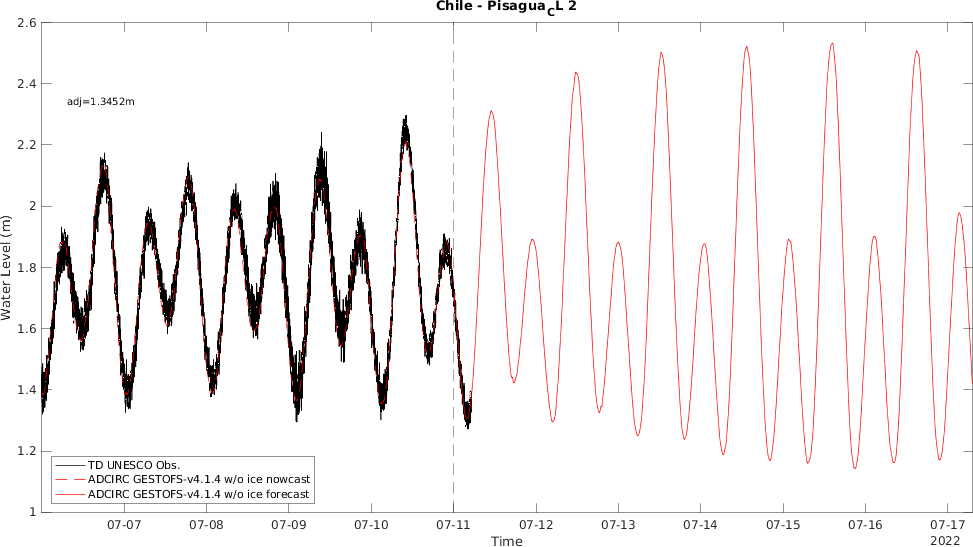 Chile - Pisagua_CL 2
2.6
2.4
adj=1.3452m
2.2
2
1.8
1.6
1.4
1.2
1
Water Level (m)
TD UNESCO Obs.
ADCIRC GESTOFS-v4.1.4 w/o ice nowcast
ADCIRC GESTOFS-v4.1.4 w/o ice forecast
07-07 07-08 07-09 07-10 07-11 07-12 07-13 07-14 07-15 07-16 07-17
Time
2022